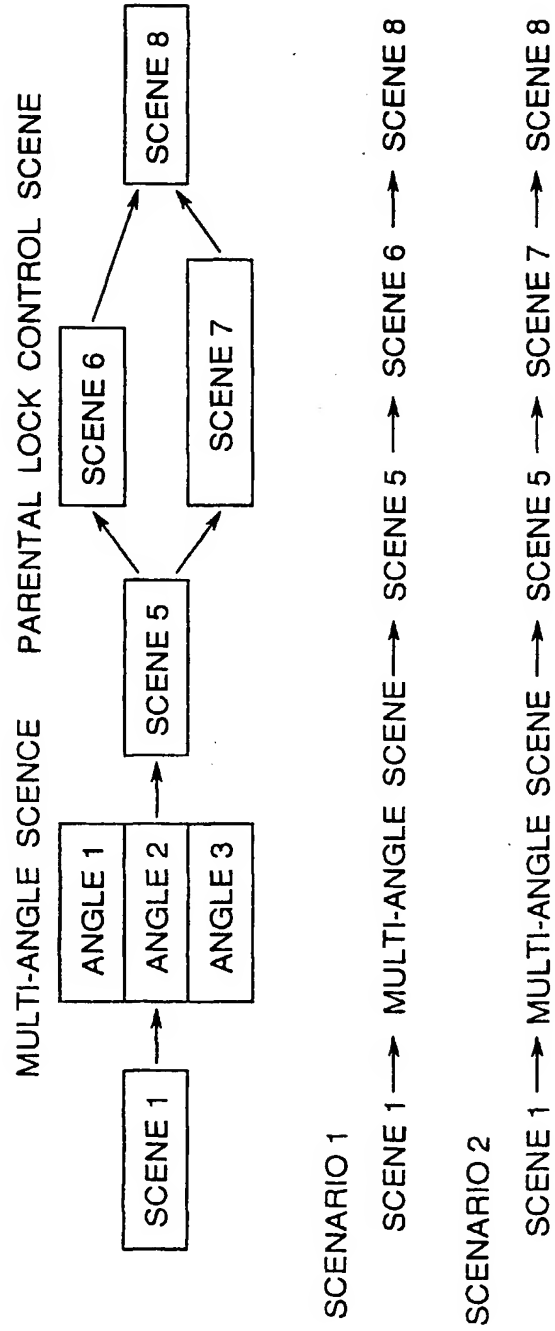 MULTI-ANGLE SCENCE PARENTAL LOCK CONTROL SCENE
SCENE 1
ANGLE 1
ANGLE 2
ANGLE 3
SCENE 5
SCENE 6
SCENE 7
SCENE 8
SCENARIO 1
SCENE 1 → MULTI-ANGLE SCENE → SCENE 5 → SCENE 6 → SCENE 8
SCENARIO 2
SCENE 1 → MULTI-ANGLE SCENE → SCENE 5 → SCENE 7 → SCENE 8